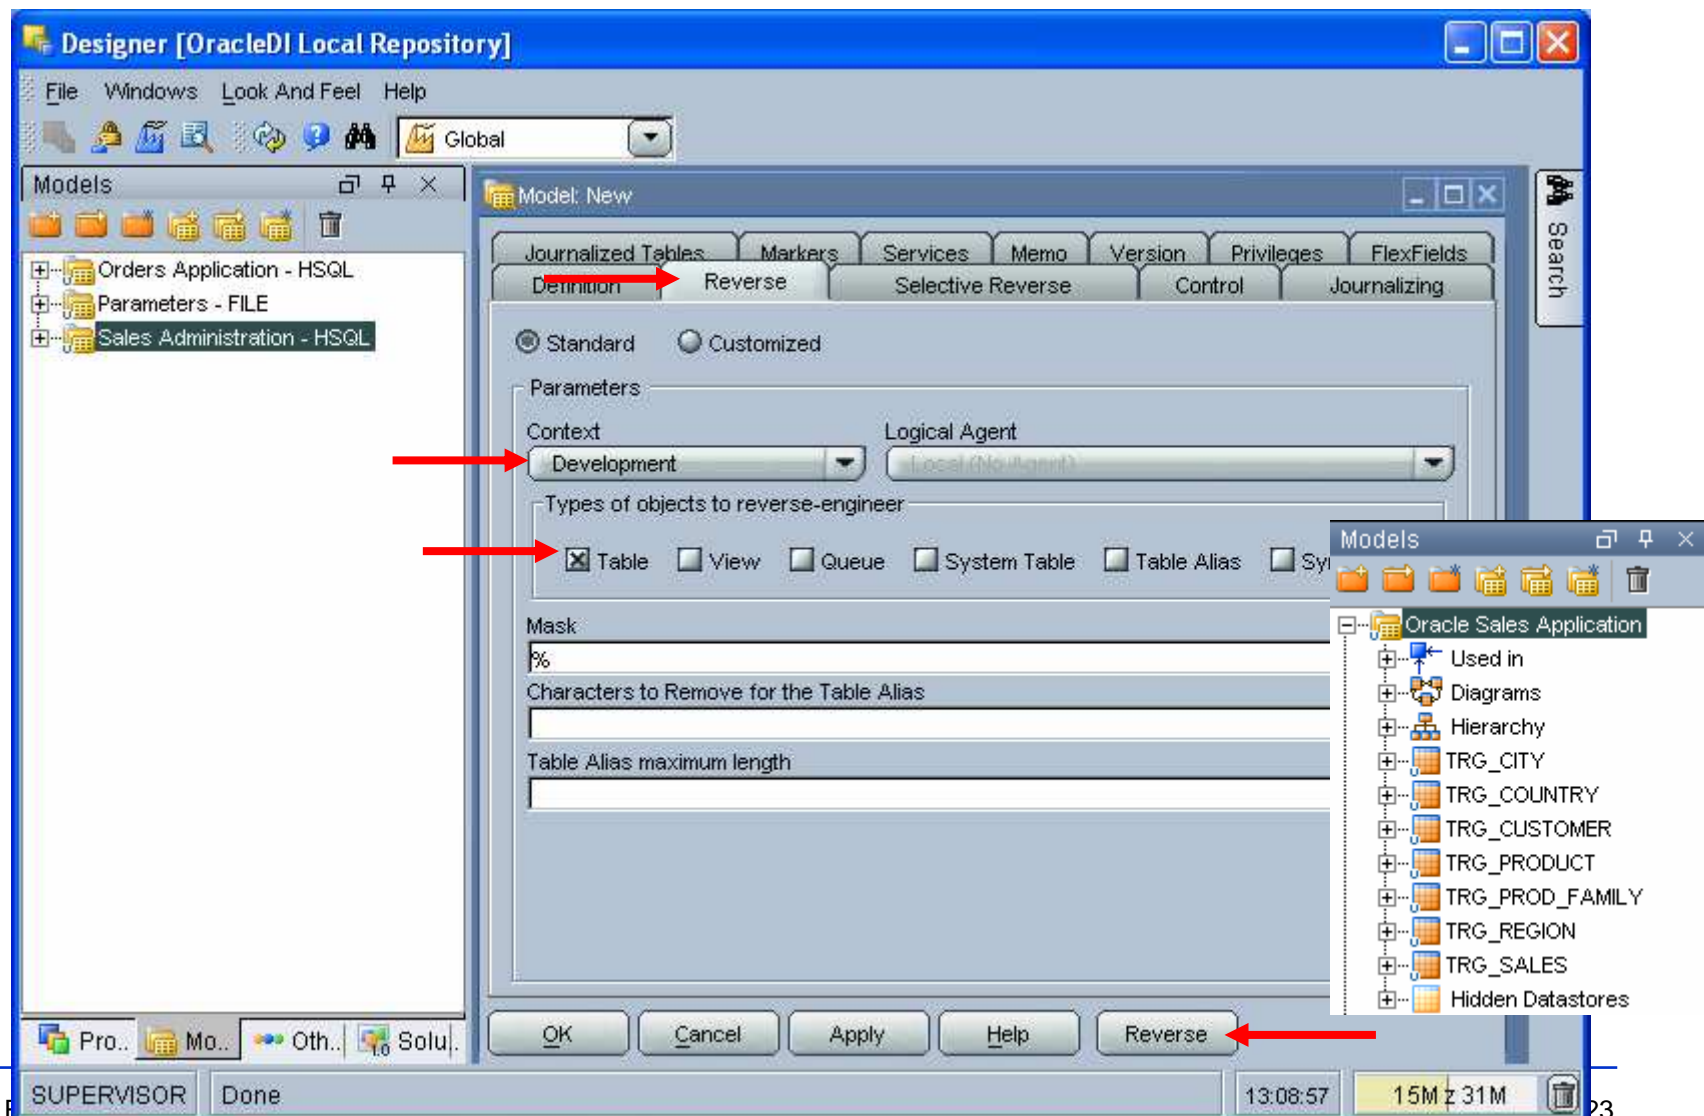 Designer [OracleDI Local Repository]
File Windows Look And Feel Help
Global
Models
Orders Application - HSQL
Parameters - FILE
Sales Administration - HSQL
Pro.. Mo.. Oth.. Solu.
Model: New
Journalized Tables Markers Services Memo Version Privileges FlexFields
Definition Reverse Selective Reverse Control Journalizing
Standard Customized
Parameters
Context Logical Agent
Development Local (No Agent)
Types of objects to reverse-engineer
Table View Queue System Table Table Alias
Mask
%
Characters to Remove for the Table Alias
Table Alias maximum length
OK Cancel Apply Help Reverse
Search
Models
Oracle Sales Application
Used in
Diagrams
Hierarchy
TRG_CITY
TRG_COUNTRY
TRG_CUSTOMER
TRG_PRODUCT
TRG_PROD_FAMILY
TRG_REGION
TRG_SALES
Hidden Datastores
SUPERVISOR Done 13:08:57 15M z 31M
23